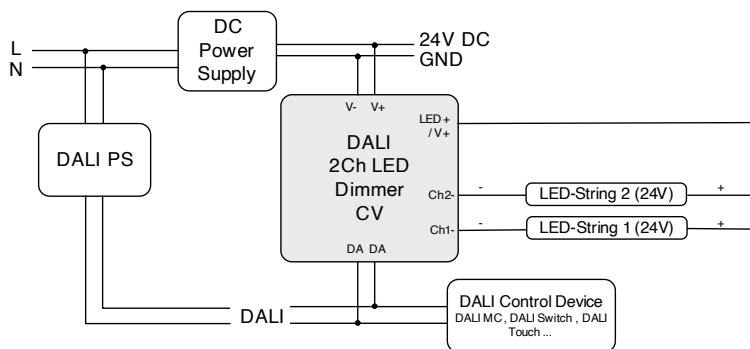 L
N
DC
Power
Supply
24V DC
GND
DALI PS
V- V+
LED +
/ V+
DALI
2Ch LED
Dimmer
CV
Ch2-
- LED-String 2 (24V) +
Ch1-
- LED-String 1 (24V) +
DA DA
DALI
DALI Control Device
DALI MC , DALI Switch , DALI
Touch ...